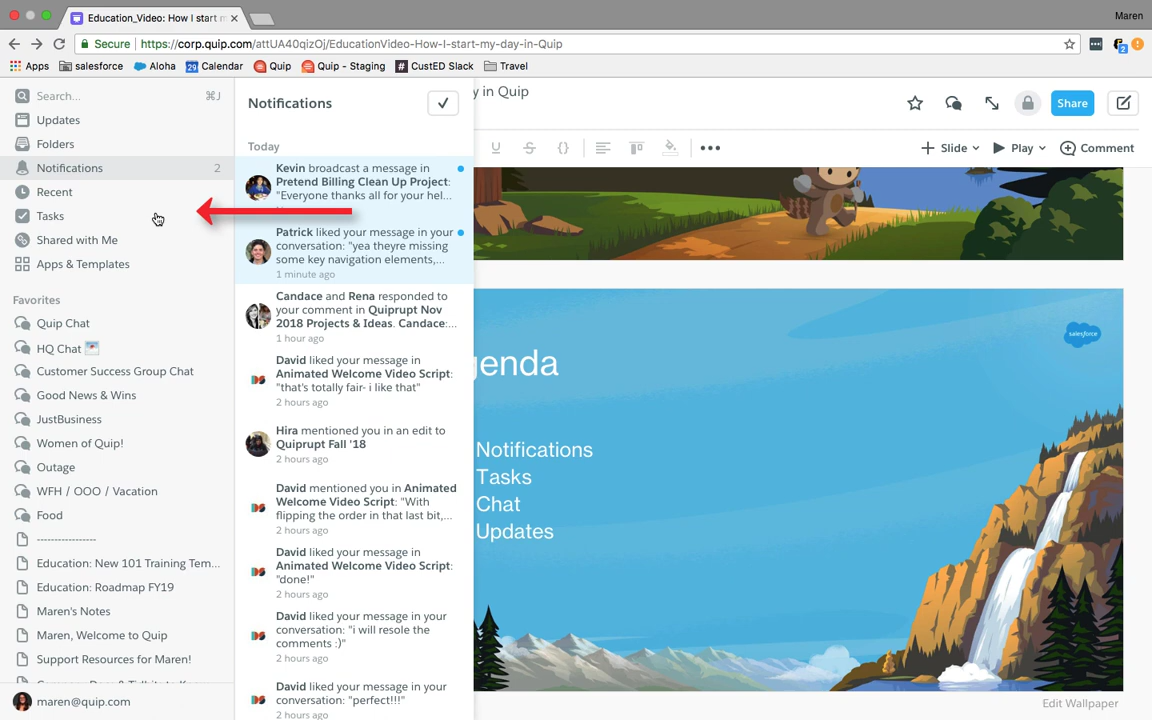 Education_Video: How I start m
Maren
Secure
https://corp.quip.com/attUA40qizOj/EducationVideo-How-I-start-my-day-in-Quip
2
Apps
salesforce
Aloha
29 Calendar
Quip
Quip - Staging
# CustED Slack
Travel
Search...
⌘J
Updates
Folders
Notifications
2
Recent
Tasks
Shared with Me
Apps & Templates
Favorites
Quip Chat
HQ Chat
Customer Success Group Chat
Good News & Wins
JustBusiness
Women of Quip!
Outage
WFH / OOO / Vacation
Food
----------------
Education: New 101 Training Tem...
Education: Roadmap FY19
Maren's Notes
Maren, Welcome to Quip
Support Resources for Maren!
maren@quip.com
Notifications
Today
Kevin broadcast a message in
Pretend Billing Clean Up Project:
"Everyone thanks all for your hel...
Patrick liked your message in your
conversation: "yea theyre missing
some key navigation elements,...
1 minute ago
Candace and Rena responded to
your comment in Quiprupt Nov
2018 Projects & Ideas. Candace:...
1 hour ago
David liked your message in
Animated Welcome Video Script:
"that's totally fair- i like that"
2 hours ago
Hira mentioned you in an edit to
Quiprupt Fall '18
2 hours ago
David mentioned you in Animated
Welcome Video Script: "With
flipping the order in that last bit,...
2 hours ago
David liked your message in
Animated Welcome Video Script:
"done!"
2 hours ago
David liked your message in your
conversation: "i will resole the
comments :)"
2 hours ago
David liked your message in your
conversation: "perfect!!!"
2 hours ago
y in Quip
Share
U
S
{}
Slide
Play
Comment
genda
salesforce
Notifications
Tasks
Chat
Updates
Edit Wallpaper